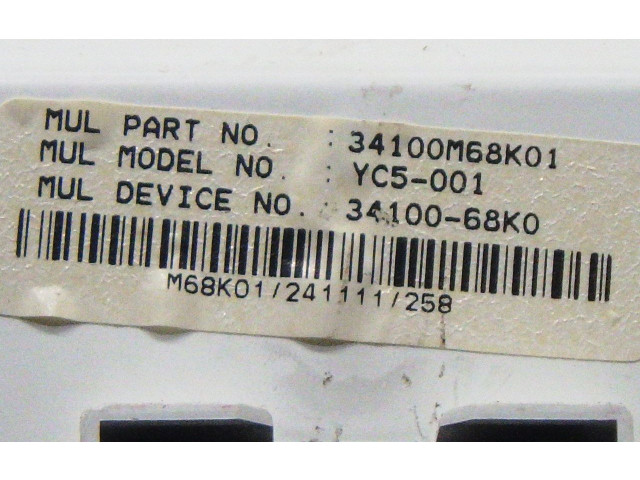 MUL PART NO. : 34100M68K01
MUL MODEL NO. : YC5-001
MUL DEVICE NO. : 34100-68K0
M68K01/241111/258